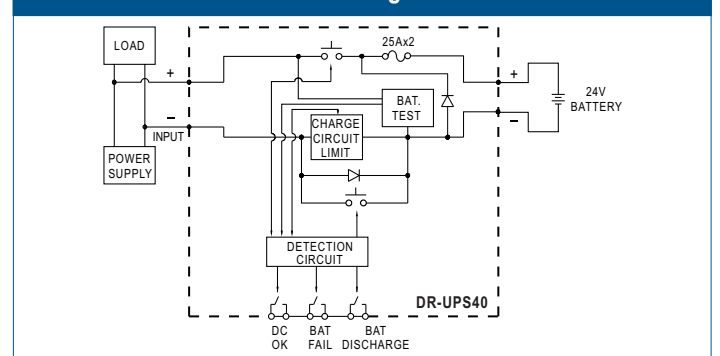 LOAD
25Ax2
+
+
BAT.
TEST
24V
BATTERY
–
–
CHARGE
CIRCUIT
LIMIT
INPUT
POWER
SUPPLY
DETECTION
CIRCUIT
DR-UPS40
DC
OK
BAT
FAIL
BAT
DISCHARGE